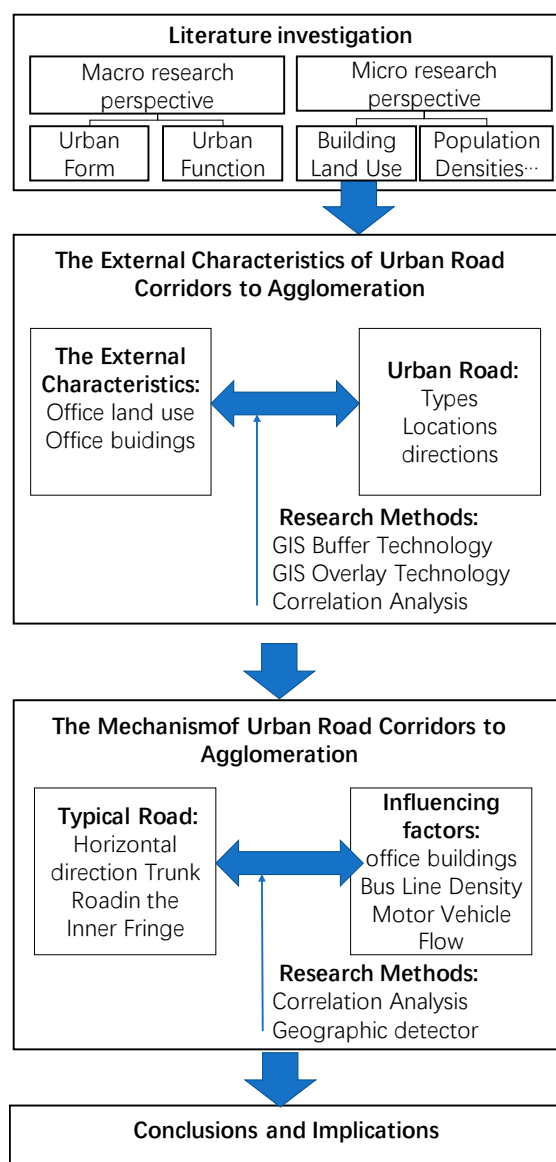 Literature investigation
Macro research
perspective
Micro research
perspective
Urban
Form
Urban
Function
Building
Land Use
Population
Densities···
The External Characteristics of Urban Road
Corridors to Agglomeration
The External
Characteristics:
Office land use
Office buidings
Urban Road:
Types
Locations
directions
Research Methods:
GIS Buffer Technology
GIS Overlay Technology
Correlation Analysis
The Mechanismof Urban Road Corridors to
Agglomeration
Typical Road:
Horizontal
direction Trunk
Roadin the
Inner Fringe
Influencing
factors:
office buildings
Bus Line Density
Motor Vehicle
Flow
Research Methods:
Correlation Analysis
Geographic detector
Conclusions and Implications